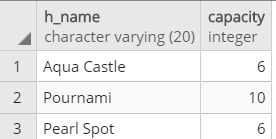 h_name capacity
character varying (20) integer
1 Aqua Castle 6
2 Pournami 10
3 Pearl Spot 6